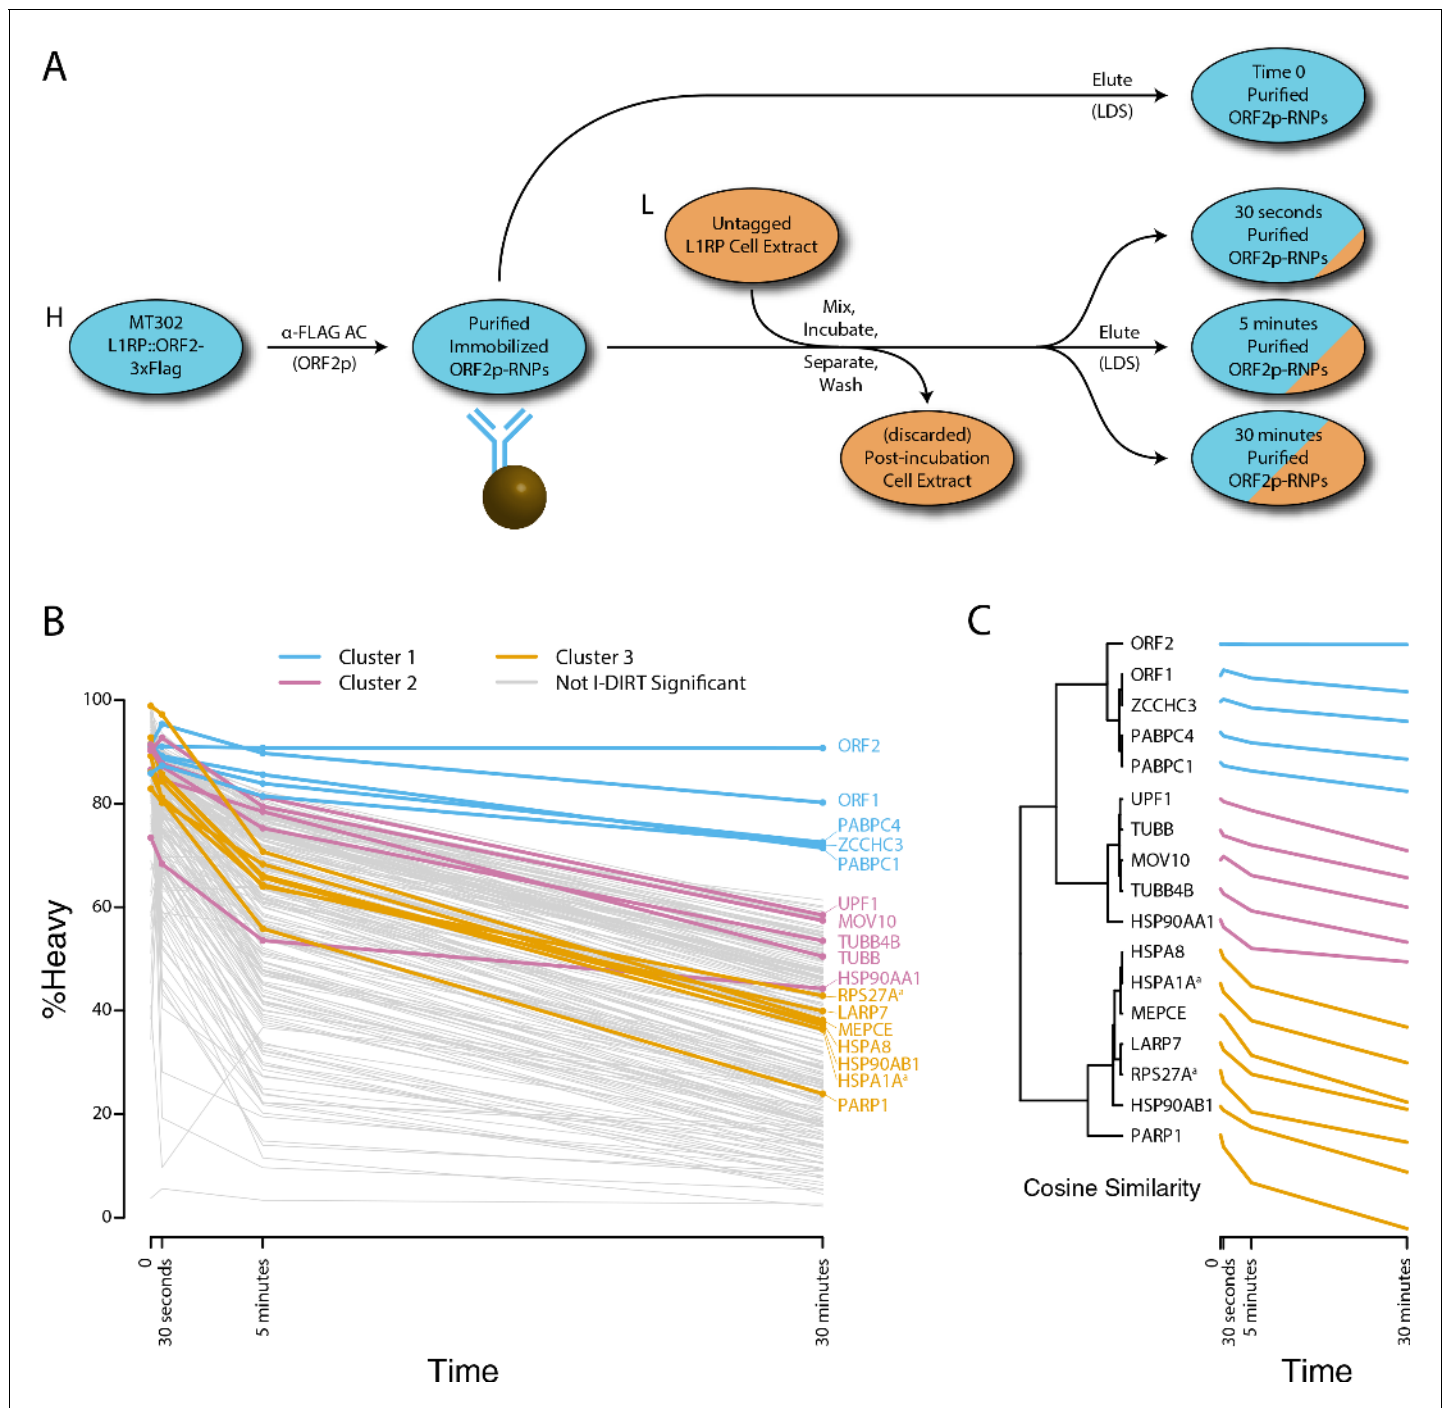 A
Elute
(LDS)
Time 0
Purified
ORF2p-RNPs
L
Untagged
L1RP Cell Extract
30 seconds
Purified
ORF2p-RNPs
H
MT302
L1RP::ORF2-
3xFlag
α-FLAG AC
(ORF2p)
Purified
Immobilized
ORF2p-RNPs
Mix,
Incubate,
Separate,
Wash
Elute
(LDS)
5 minutes
Purified
ORF2p-RNPs
(discarded)
Post-incubation
Cell Extract
30 minutes
Purified
ORF2p-RNPs
B
Cluster 1
Cluster 2
Cluster 3
Not I-DIRT Significant
%Heavy
100
80
60
40
20
0
ORF2
ORF1
PABPC4
ZCCHC3
PABPC1
UPF1
MOV10
TUBB4B
TUBB
HSP90AA1
RPS27Aᵃ
LARP7
MEPCE
HSPA8
HSP90AB1
HSPA1Aᵃ
PARP1
0
30 seconds
5 minutes
30 minutes
Time
C
ORF2
ORF1
ZCCHC3
PABPC4
PABPC1
UPF1
TUBB
MOV10
TUBB4B
HSP90AA1
HSPA8
HSPA1Aᵃ
MEPCE
LARP7
RPS27Aᵃ
HSP90AB1
PARP1
Cosine Similarity
0
30 seconds
5 minutes
30 minutes
Time